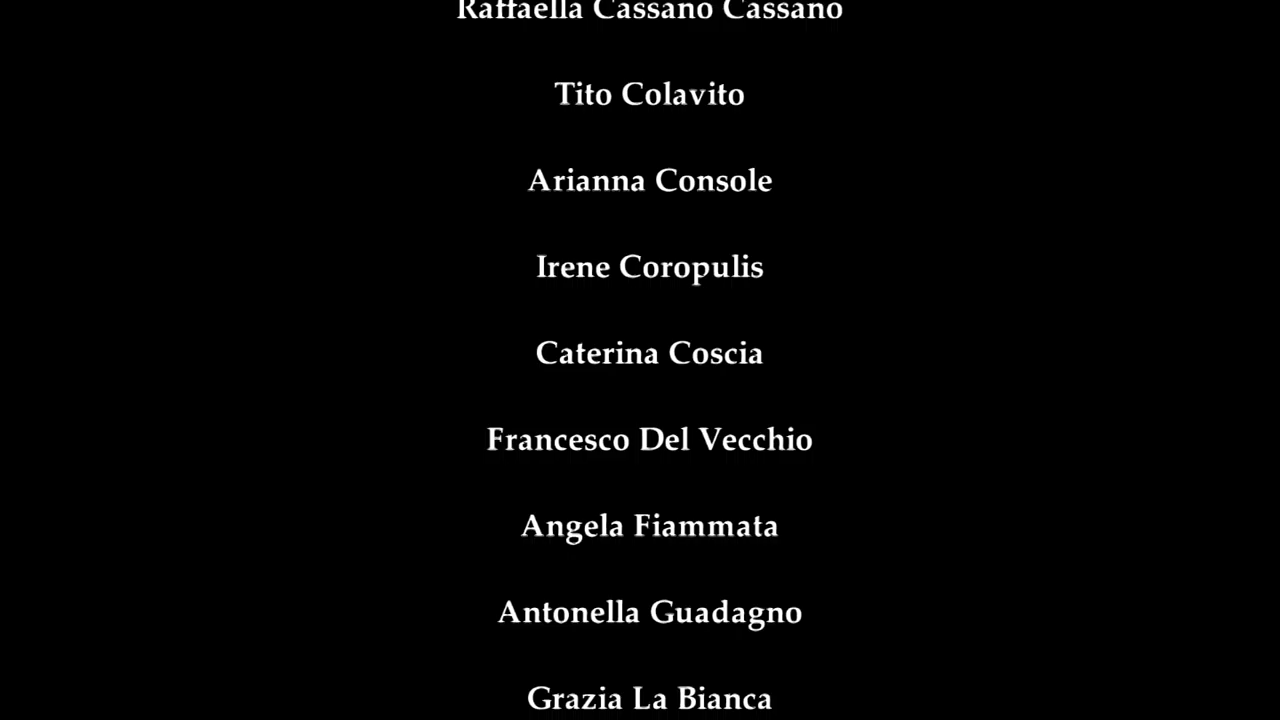 Raffaella Cassano Cassano
Tito Colavito
Arianna Console
Irene Coropulis
Caterina Coscia
Francesco Del Vecchio
Angela Fiammata
Antonella Guadagno
Grazia La Bianca